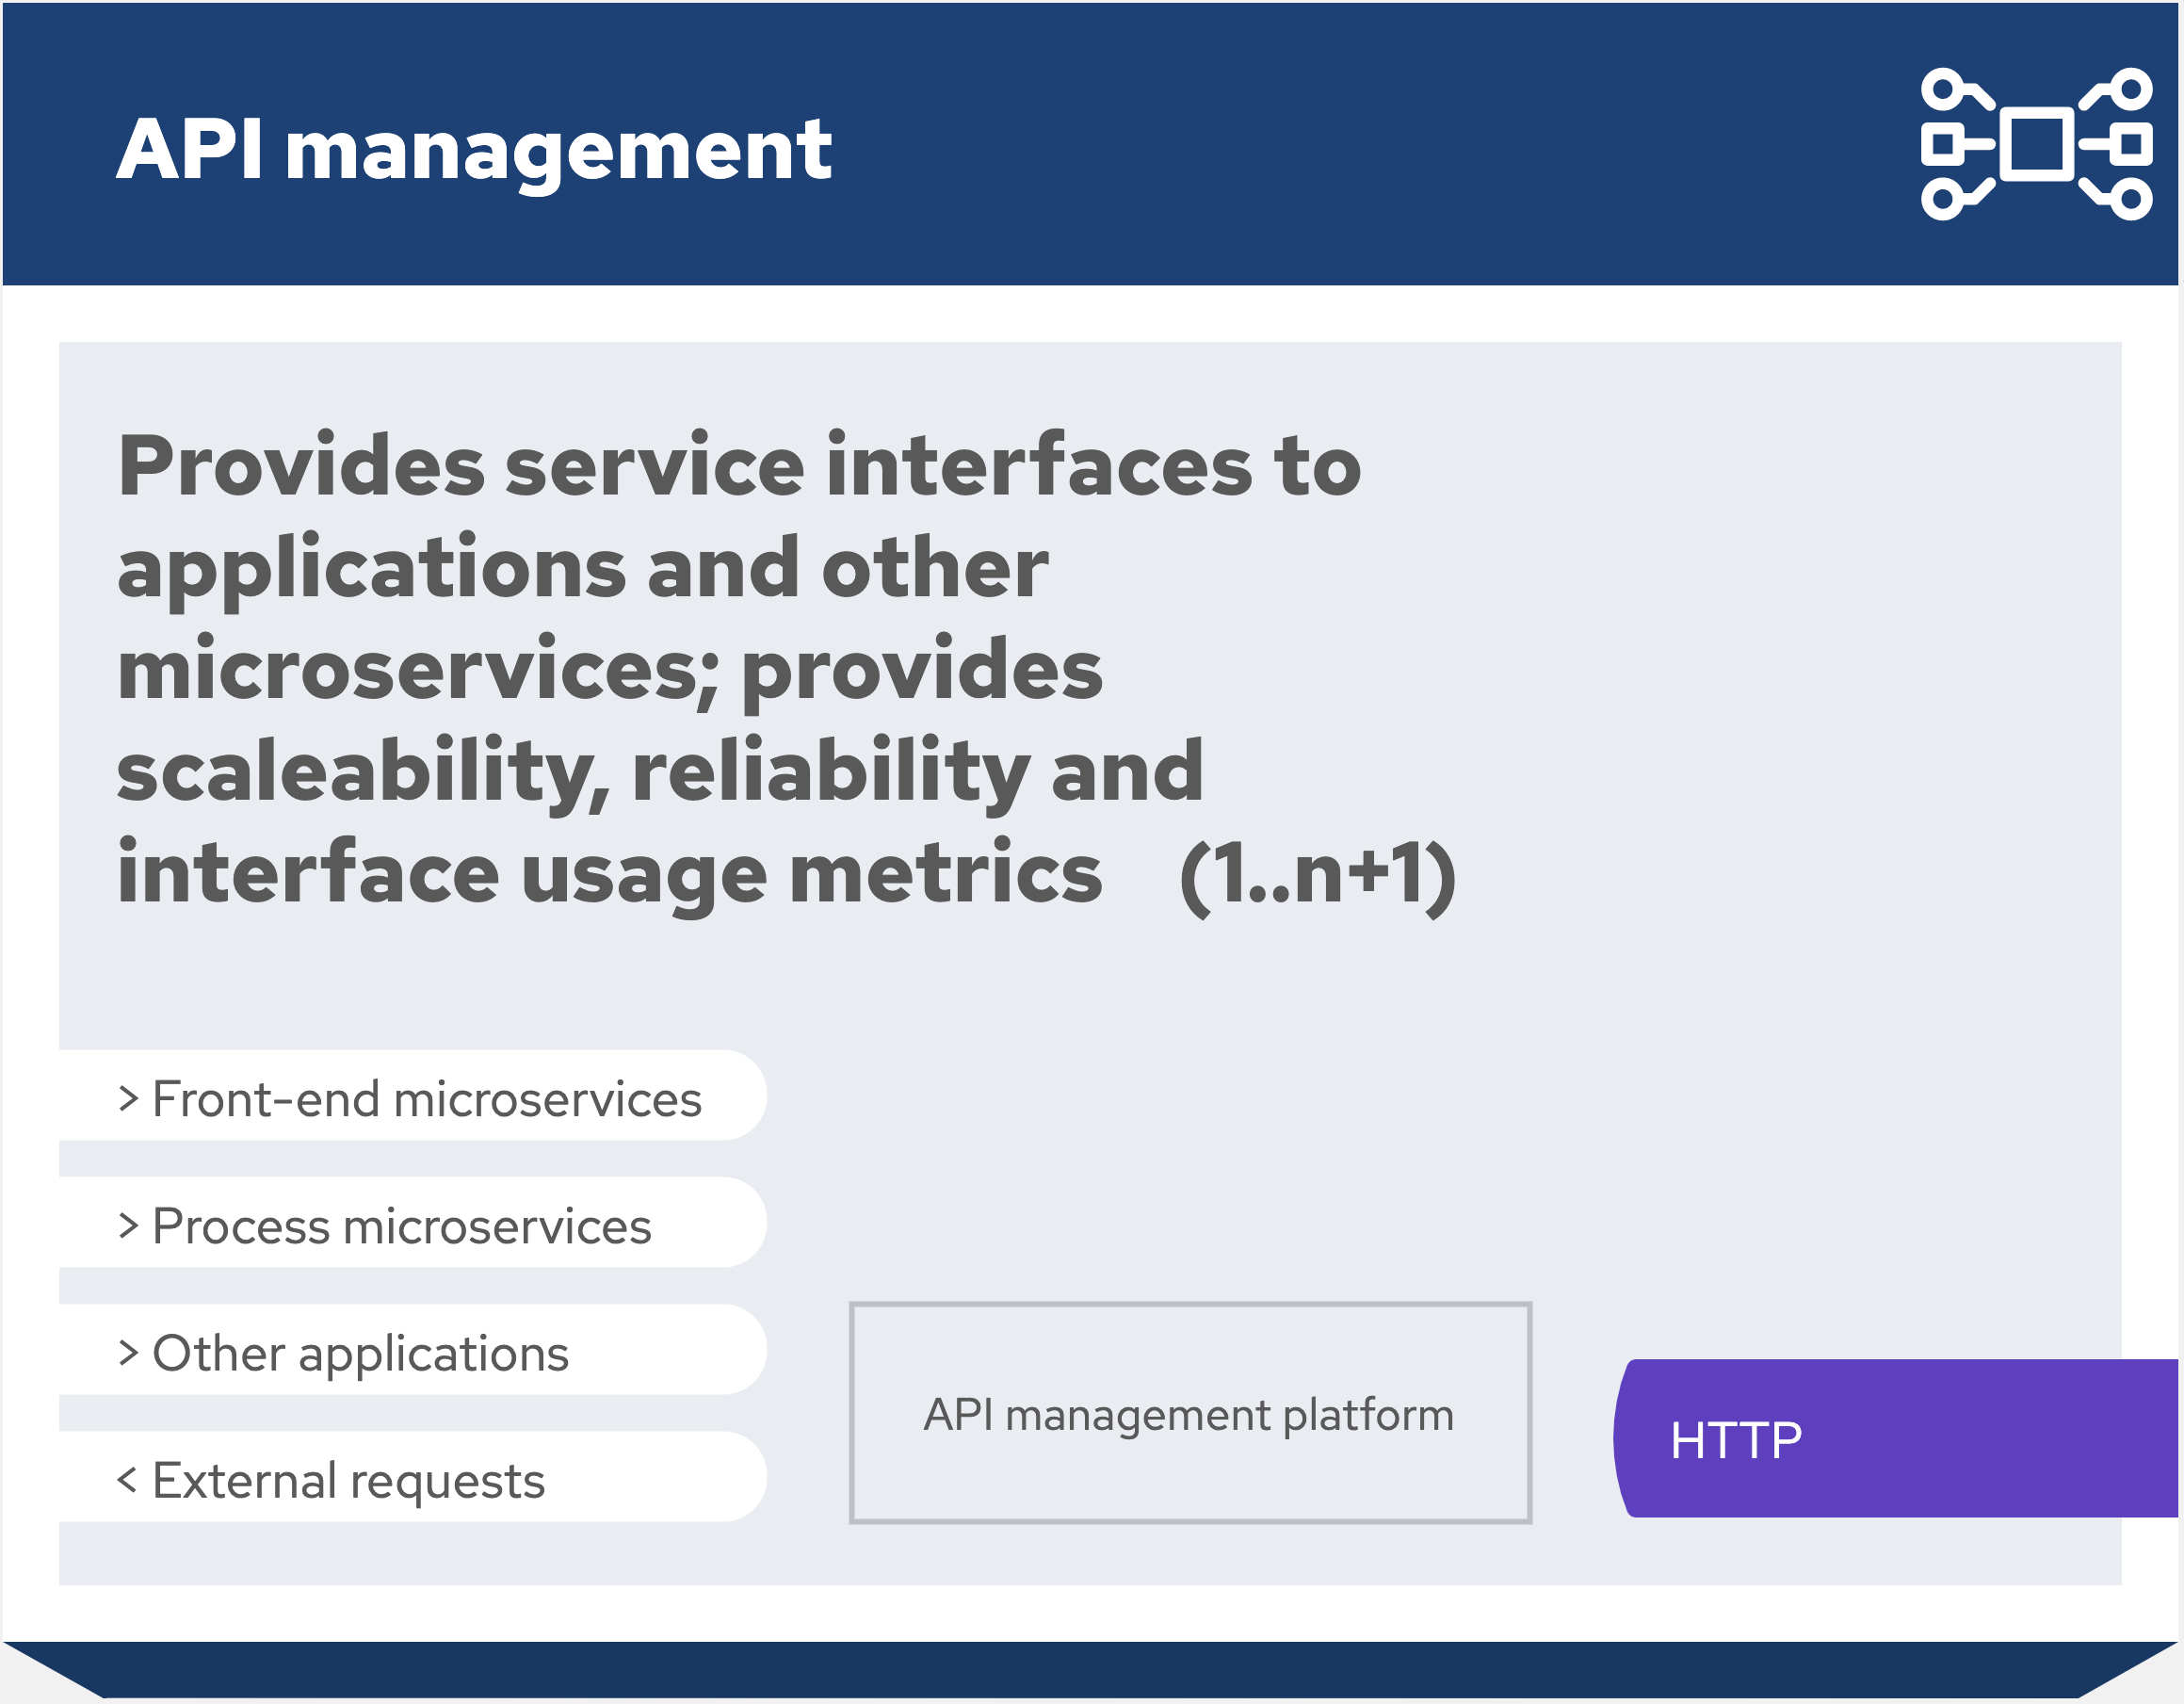 API management
Provides service interfaces to
applications and other
microservices; provides
scaleability, reliability and
interface usage metrics (1..n+1)
> Front-end microservices
> Process microservices
> Other applications
< External requests
API management platform
HTTP